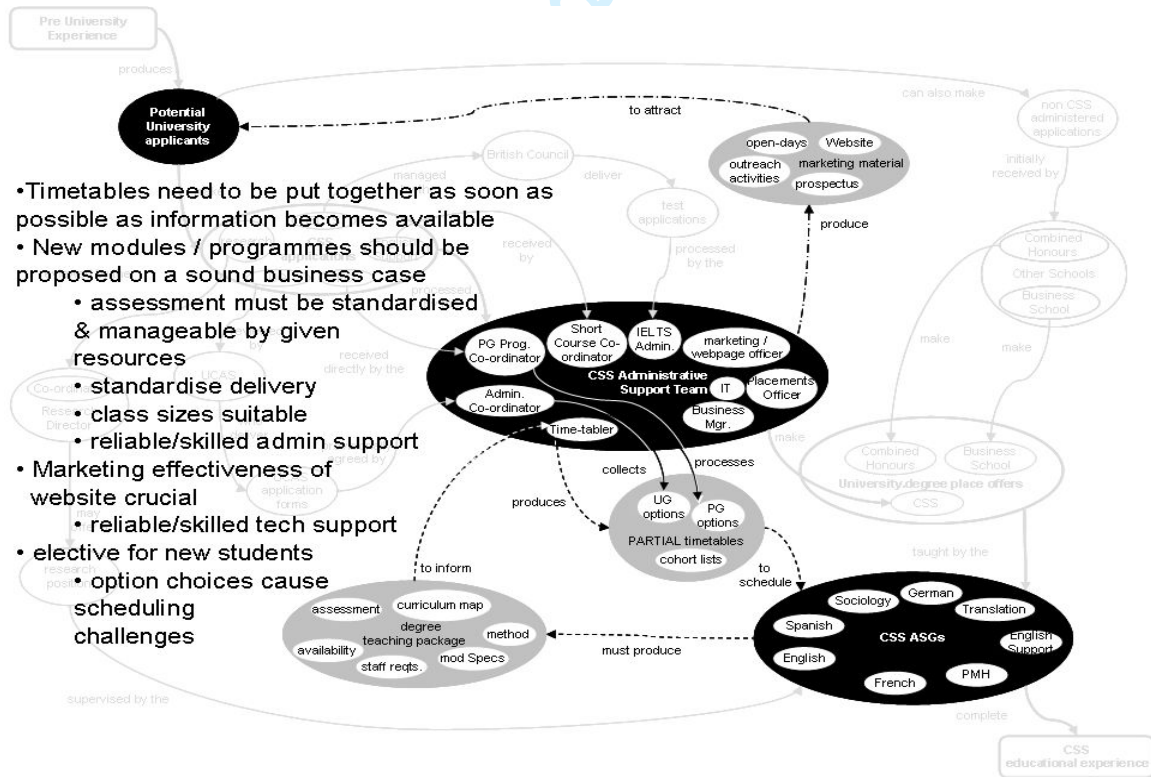 Pre University
Experience
produces
Potential
University
applicants
to attract
can also make
non CSS
administered
applications
initially
received by
open-days
Website
outreach
activities
marketing material
prospectus
produce
British Council
managed
deliver
test
applications
processed
by the
received
by
•Timetables need to be put together as soon as
possible as information becomes available
• New modules / programmes should be
proposed on a sound business case
• assessment must be standardised
& manageable by given
resources
• standardise delivery
• class sizes suitable
• reliable/skilled admin support
• Marketing effectiveness of
website crucial
• reliable/skilled tech support
• elective for new students
• option choices cause
scheduling
challenges
applications
processed
received
directly by the
UCAS
Research
Director
agreed by
application
forms
may
research
supervised by the
Combined
Honours
Other Schools
Business
School
make
make
PG Prog.
Co-ordinator
Short
Course Co-
ordinator
IELTS
Admin.
marketing /
webpage officer
CSS Administrative
Support Team
IT
Placements
Officer
Admin.
Co-ordinator
Business
Mgr.
Time-tabler
make
Combined
Honours
Business
School
University degree place offers
CSS
collects
processes
produces
UG
options
PG
options
PARTIAL timetables
cohort lists
to
schedule
taught by the
to inform
assessment
curriculum map
degree
teaching package
method
availability
mod Specs
staff reqts.
must produce
Sociology
German
Translation
Spanish
CSS ASGs
English
Support
English
French
PMH
complete
CSS
educational experience